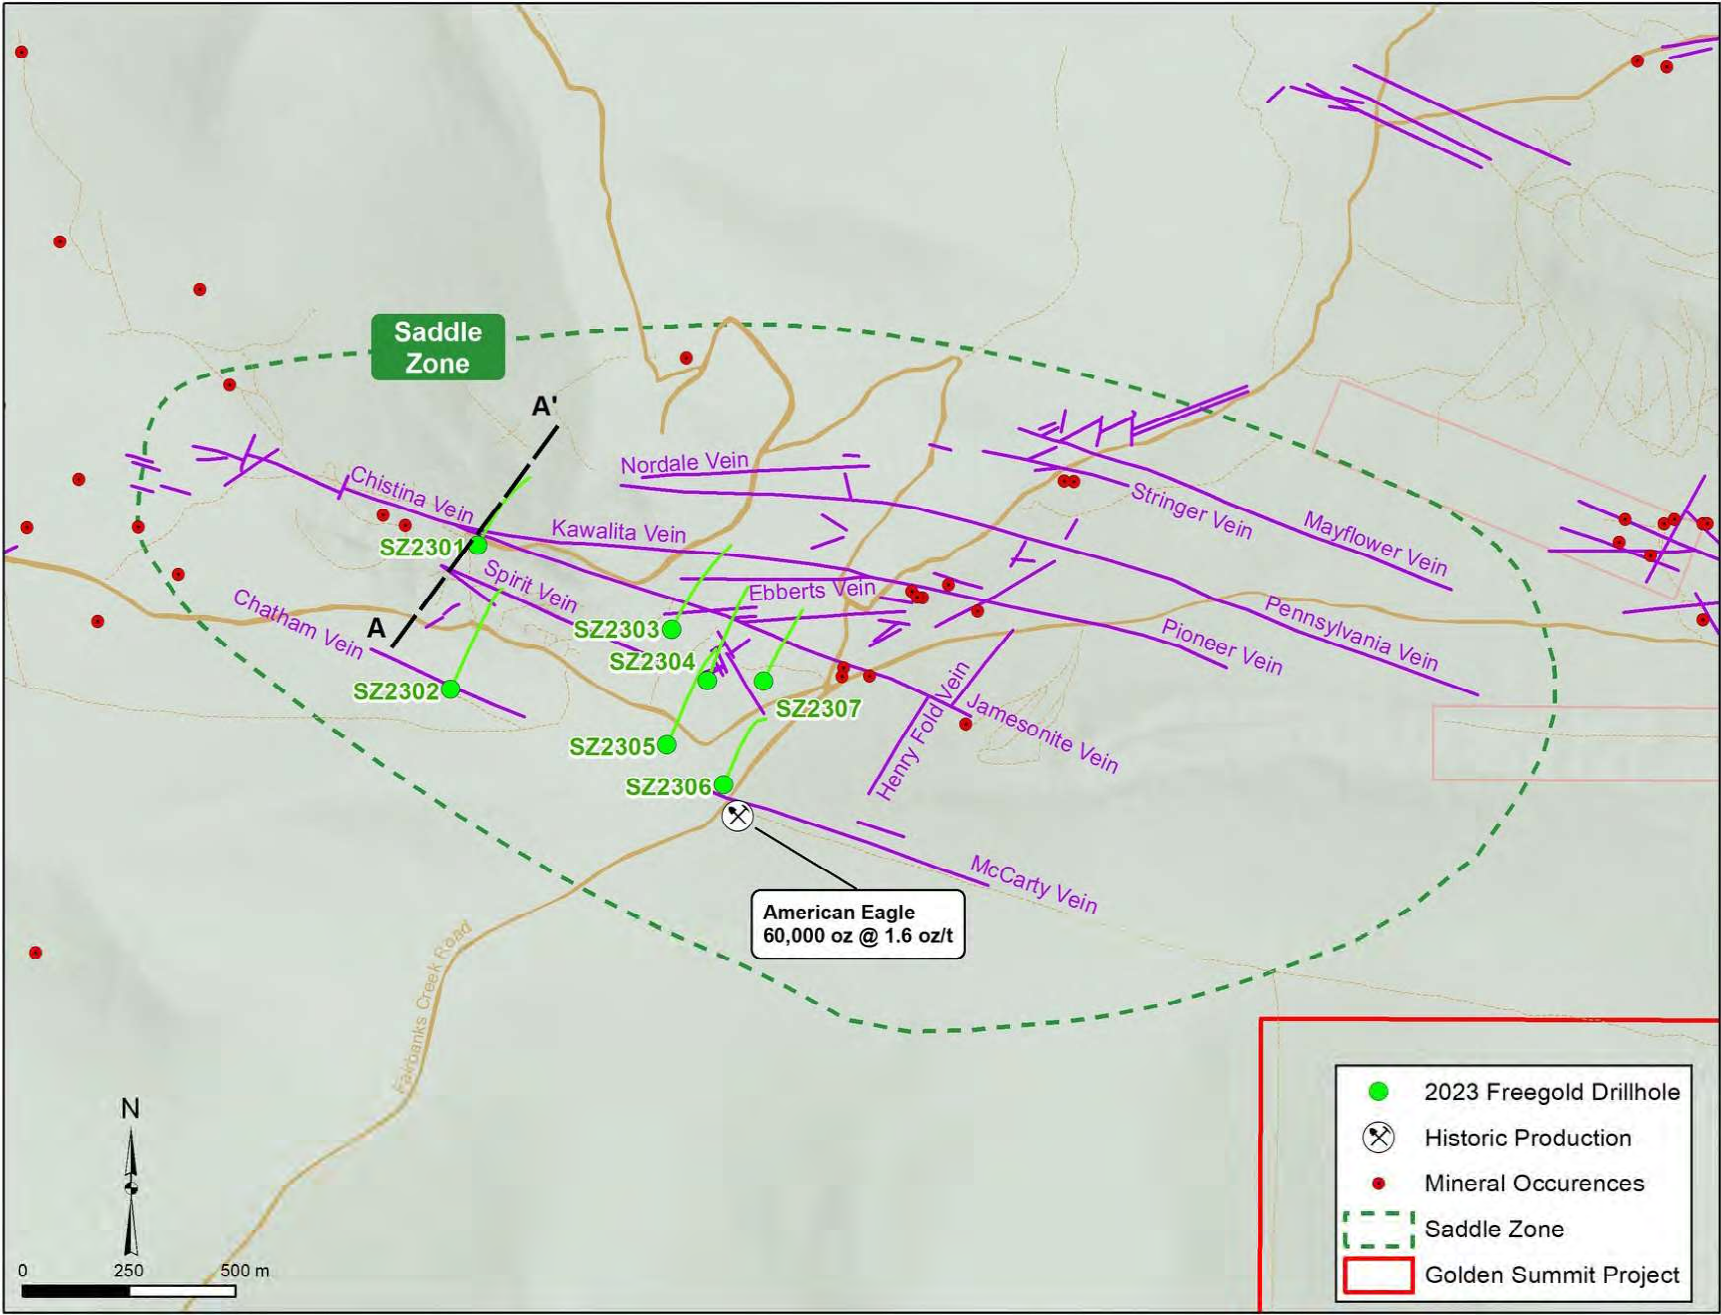 Saddle
Zone
A'
Nordale Vein
Chistina Vein
Stringer Vein
Mayflower Vein
Kawalita Vein
SZ2301
Spirit Vein
Ebberts Vein
Chatham Vein
A
SZ2303
Pennsylvania Vein
Pioneer Vein
SZ2304
SZ2302
SZ2307
Henry Fold Vein
Jamesonite Vein
SZ2305
SZ2306
McCarty Vein
American Eagle
60,000 oz @ 1.6 oz/t
Fairbanks Creek Road
N
0 250 500 m
2023 Freegold Drillhole
Historic Production
Mineral Occurences
Saddle Zone
Golden Summit Project